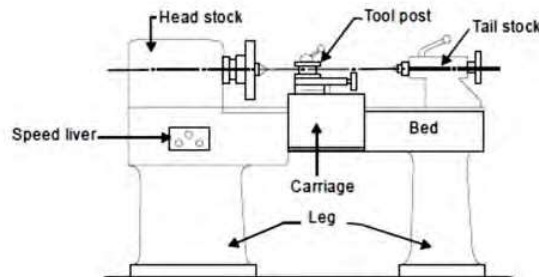 Head stock
Tool post
Tail stock
Speed liver
Bed
Carriage
Leg